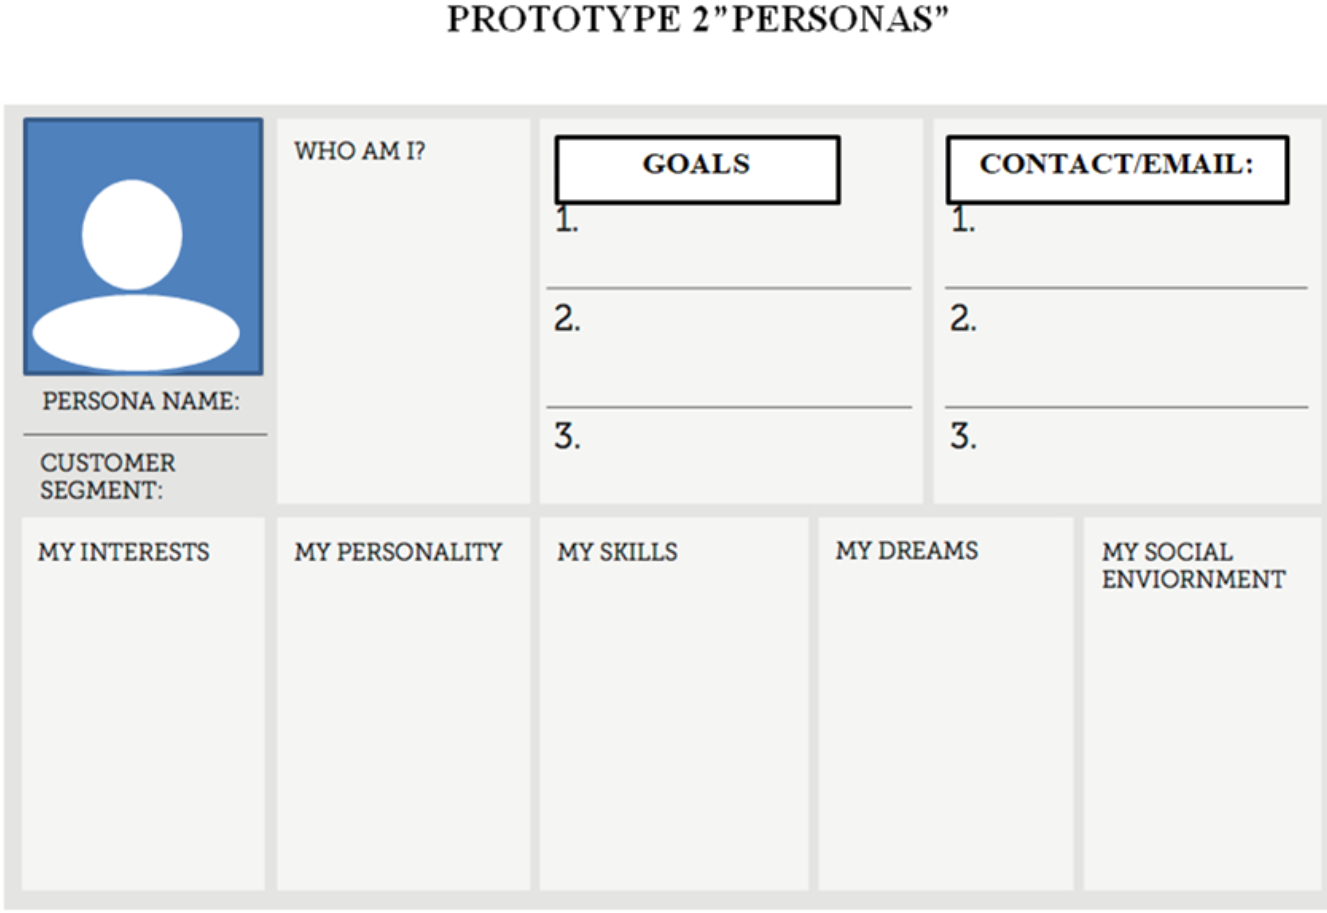 PROTOTYPE 2”PERSONAS”
PERSONA NAME:
CUSTOMER
SEGMENT:
WHO AM I?
GOALS
1.
2.
3.
CONTACT/EMAIL:
1.
2.
3.
MY INTERESTS
MY PERSONALITY
MY SKILLS
MY DREAMS
MY SOCIAL
ENVIORNMENT